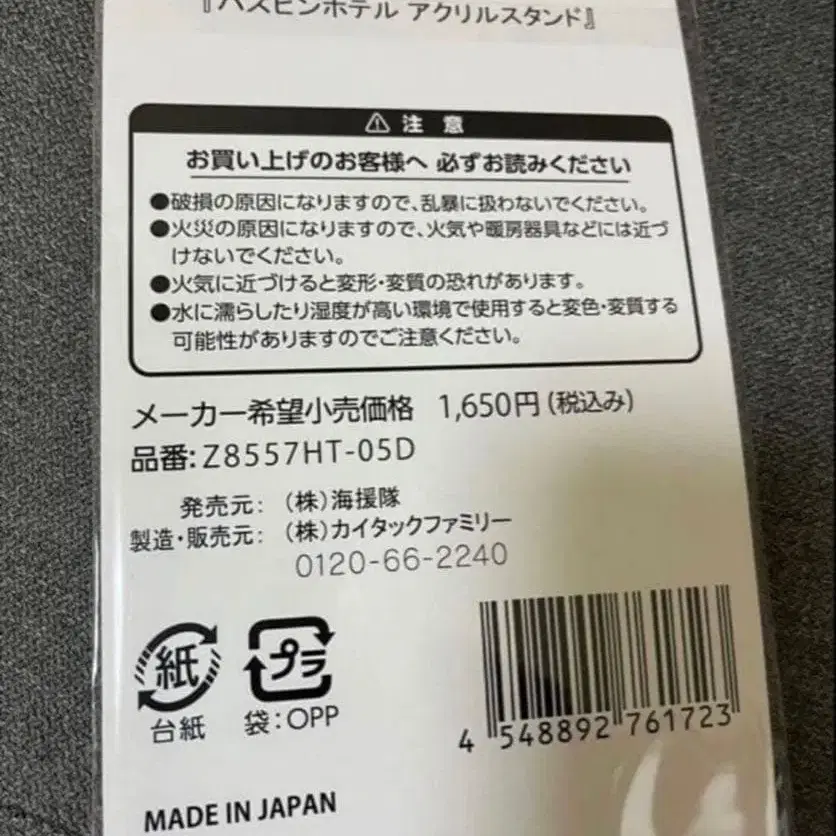 『ハズビンホテル アクリルスタンド』
⚠ 注 意
お買い上げのお客様へ 必ずお読みください
●破損の原因になりますので、乱暴に扱わないでください。
●火災の原因になりますので、火気や暖房器具などには近づ
けないでください。
●火気に近づけると変形・変質の恐れがあります。
●水に濡らしたり湿度が高い環境で使用すると変色・変質する
可能性がありますのでご注意ください。
メーカー希望小売価格 1,650円(税込み)
品番:Z8557HT-05D
発売元: (株)海援隊
製造・販売元: (株)カイタックファミリー
0120-66-2240
紙
プラ
台紙
袋:OPP
4 548892 761723
MADE IN JAPAN